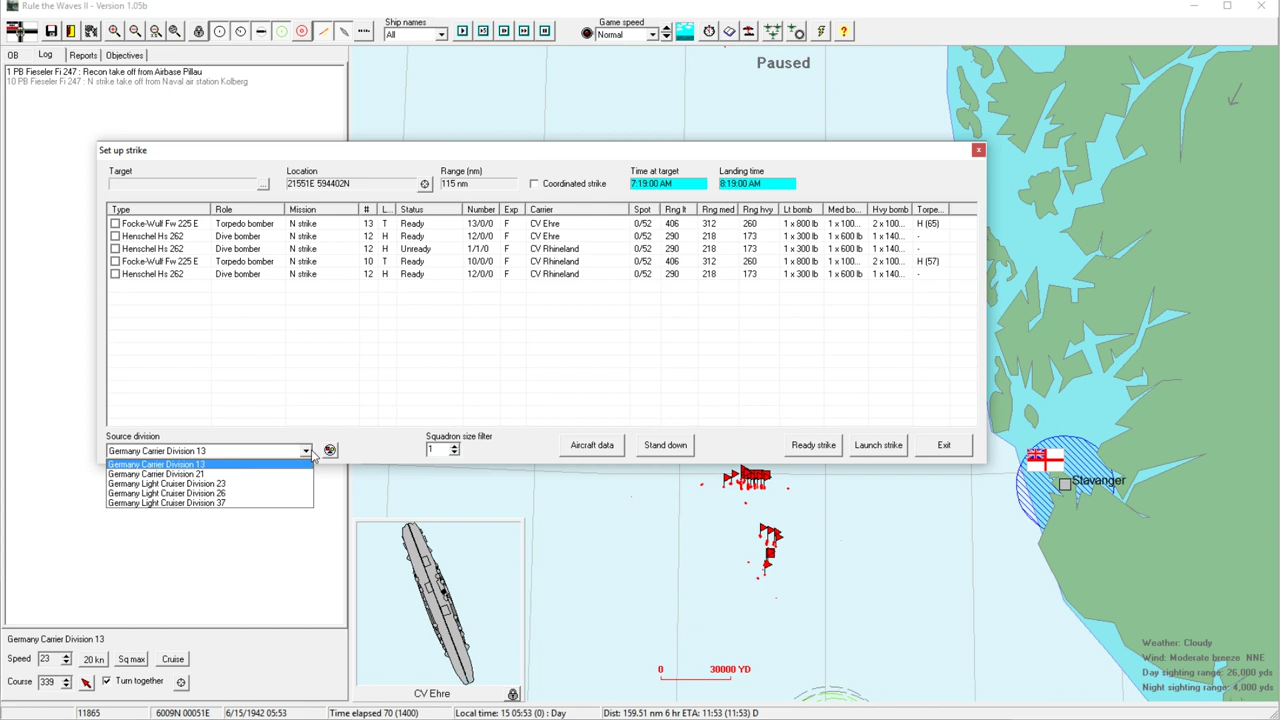 Rule the Waves II - Version 1.05b
Ship names
All
Game speed
Normal
OB Log Reports Objectives
1 PB Fieseler Fi 247 : Recon take off from Airbase Pillau
10 PB Fieseler Fi 247 : N strike take off from Naval air station Kolberg
Paused
Set up strike
Target Location Range (nm) Time at target Landing time
... 21551E 594402N 115 nm Coordinated strike 7:19:00 AM 8:19:00 AM
Type Role Mission # L... Status Number Exp Carrier Spot Rng lt Rng med Rng hvy Lt bomb Med bo... Hvy bomb Torpe...
Focke-Wulf Fw 225 E Torpedo bomber N strike 13 T Ready 13/0/0 F CV Ehre 0/52 406 312 260 1 x 800 lb 1 x 100... 2 x 100... H (65)
Henschel Hs 262 Dive bomber N strike 12 H Ready 12/0/0 F CV Ehre 0/52 290 218 173 1 x 300 lb 1 x 600 lb 1 x 140... -
Henschel Hs 262 Dive bomber N strike 12 H Unready 1/1/0 F CV Rhineland 0/52 290 218 173 1 x 300 lb 1 x 600 lb 1 x 140... -
Focke-Wulf Fw 225 E Torpedo bomber N strike 10 T Ready 10/0/0 F CV Rhineland 0/52 406 312 260 1 x 800 lb 1 x 100... 2 x 100... H (57)
Henschel Hs 262 Dive bomber N strike 12 H Ready 12/0/0 F CV Rhineland 0/52 290 218 173 1 x 300 lb 1 x 600 lb 1 x 140... -
Source division Squadron size filter
Germany Carrier Division 13 1 Aircraft data Stand down Ready strike Launch strike Exit
Germany Carrier Division 13
Germany Carrier Division 21
Germany Light Cruiser Division 23
Germany Light Cruiser Division 26
Germany Light Cruiser Division 37
Stavanger
Germany Carrier Division 13
Speed 23 20 kn Sq max Cruise
Course 339 Turn together
CV Ehre
0 30000 YD
Weather: Cloudy
Wind: Moderate breeze NNE
Day sighting range: 26,000 yds
Night sighting range: 4,000 yds
11865 6009N 00051E 6/15/1942 05:53 Time elapsed 70 (1400) Local time: 15 05:53 (0) : Day Dist: 159.51 nm 6 hr ETA: 11:53 (11:53) D